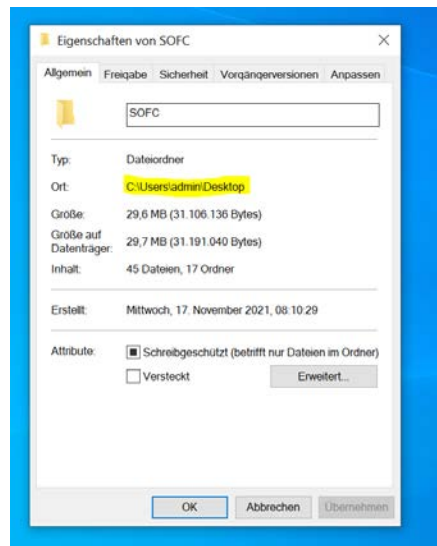 Eigenschaften von SOFC
Allgemein Freigabe Sicherheit Vorgängerversionen Anpassen
SOFC
Typ: Dateiordner
Ort: C:\Users\admin\Desktop
Größe: 29,6 MB (31.106.136 Bytes)
Größe auf
Datenträger: 29,7 MB (31.191.040 Bytes)
Inhalt: 45 Dateien, 17 Ordner
Erstellt: Mittwoch, 17. November 2021, 08:10:29
Attribute: Schreibgeschützt (betrifft nur Dateien im Ordner)
Versteckt Erweitert...
OK Abbrechen Übernehmen